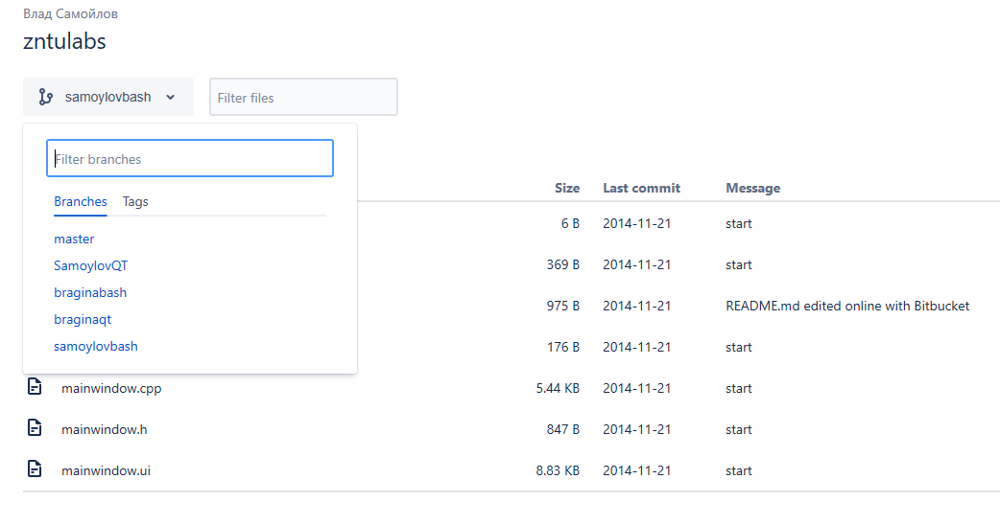 Влад Самойлов
zntulabs
samoylovbash
Filter files
Filter branches
Branches Tags
master
SamoylovQT
braginabash
braginaqt
samoylovbash
Size Last commit Message
6 B 2014-11-21 start
369 B 2014-11-21 start
975 B 2014-11-21 README.md edited online with Bitbucket
176 B 2014-11-21 start
mainwindow.cpp 5.44 KB 2014-11-21 start
mainwindow.h 847 B 2014-11-21 start
mainwindow.ui 8.83 KB 2014-11-21 start